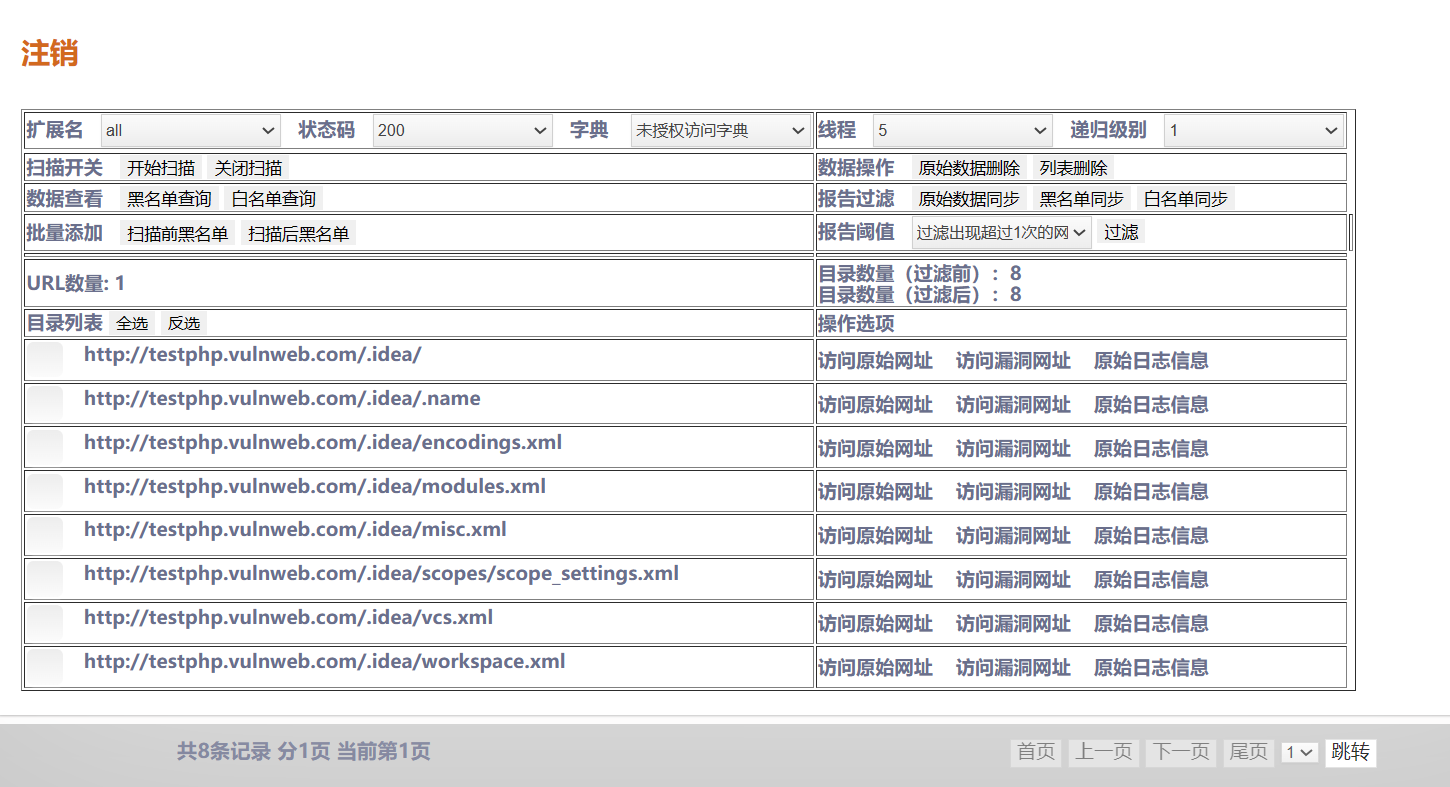 注销
扩展名 all 状态码 200 字典 未授权访问字典 线程 5 递归级别 1
扫描开关 开始扫描 关闭扫描 数据操作 原始数据删除 列表删除
数据查看 黑名单查询 白名单查询 报告过滤 原始数据同步 黑名单同步 白名单同步
批量添加 扫描前黑名单 扫描后黑名单 报告阈值 过滤出现超过1次的网 过滤
URL数量: 1
目录数量（过滤前）：8
目录数量（过滤后）：8
目录列表 全选 反选 操作选项
http://testphp.vulnweb.com/.idea/ 访问原始网址 访问漏洞网址 原始日志信息
http://testphp.vulnweb.com/.idea/.name 访问原始网址 访问漏洞网址 原始日志信息
http://testphp.vulnweb.com/.idea/encodings.xml 访问原始网址 访问漏洞网址 原始日志信息
http://testphp.vulnweb.com/.idea/modules.xml 访问原始网址 访问漏洞网址 原始日志信息
http://testphp.vulnweb.com/.idea/misc.xml 访问原始网址 访问漏洞网址 原始日志信息
http://testphp.vulnweb.com/.idea/scopes/scope_settings.xml 访问原始网址 访问漏洞网址 原始日志信息
http://testphp.vulnweb.com/.idea/vcs.xml 访问原始网址 访问漏洞网址 原始日志信息
http://testphp.vulnweb.com/.idea/workspace.xml 访问原始网址 访问漏洞网址 原始日志信息
共8条记录 分1页 当前第1页 首页 上一页 下一页 尾页 1 跳转